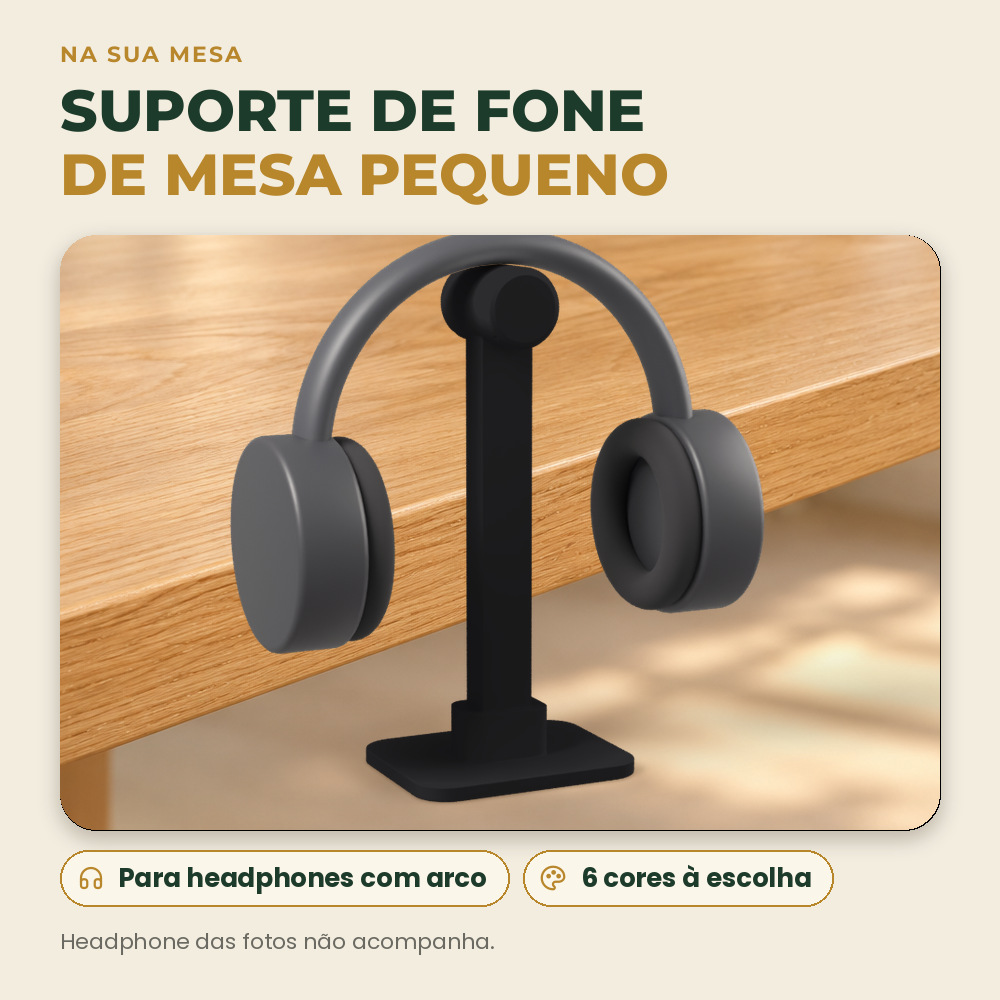 NA SUA MESA
SUPORTE DE FONE
DE MESA PEQUENO
Para headphones com arco
6 cores à escolha
Headphone das fotos não acompanha.